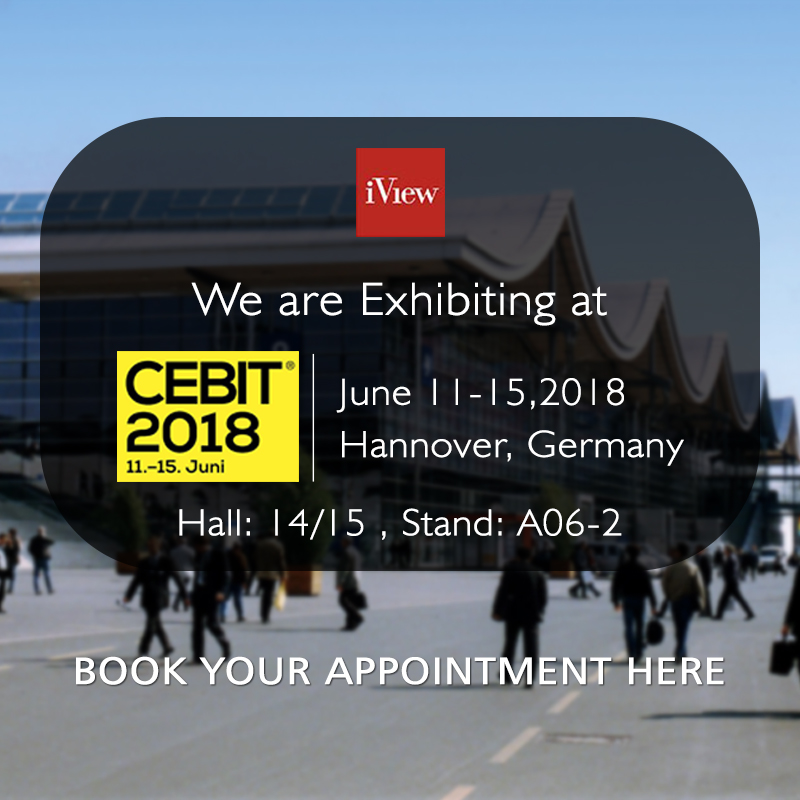 iView
We are Exhibiting at
CEBIT®
2018
11.–15. Juni
June 11-15,2018
Hannover, Germany
Hall: 14/15 , Stand: A06-2
BOOK YOUR APPOINTMENT HERE